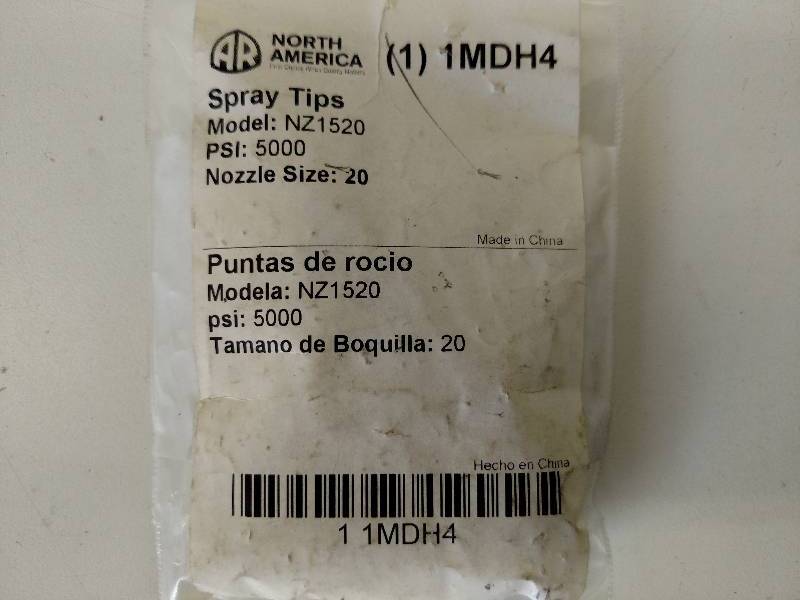 AR NORTH
AMERICA
(1) 1MDH4
Spray Tips
Model: NZ1520
PSI: 5000
Nozzle Size: 20
Made in China
Puntas de rocio
Modela: NZ1520
psi: 5000
Tamano de Boquilla: 20
Hecho en China
1 1MDH4